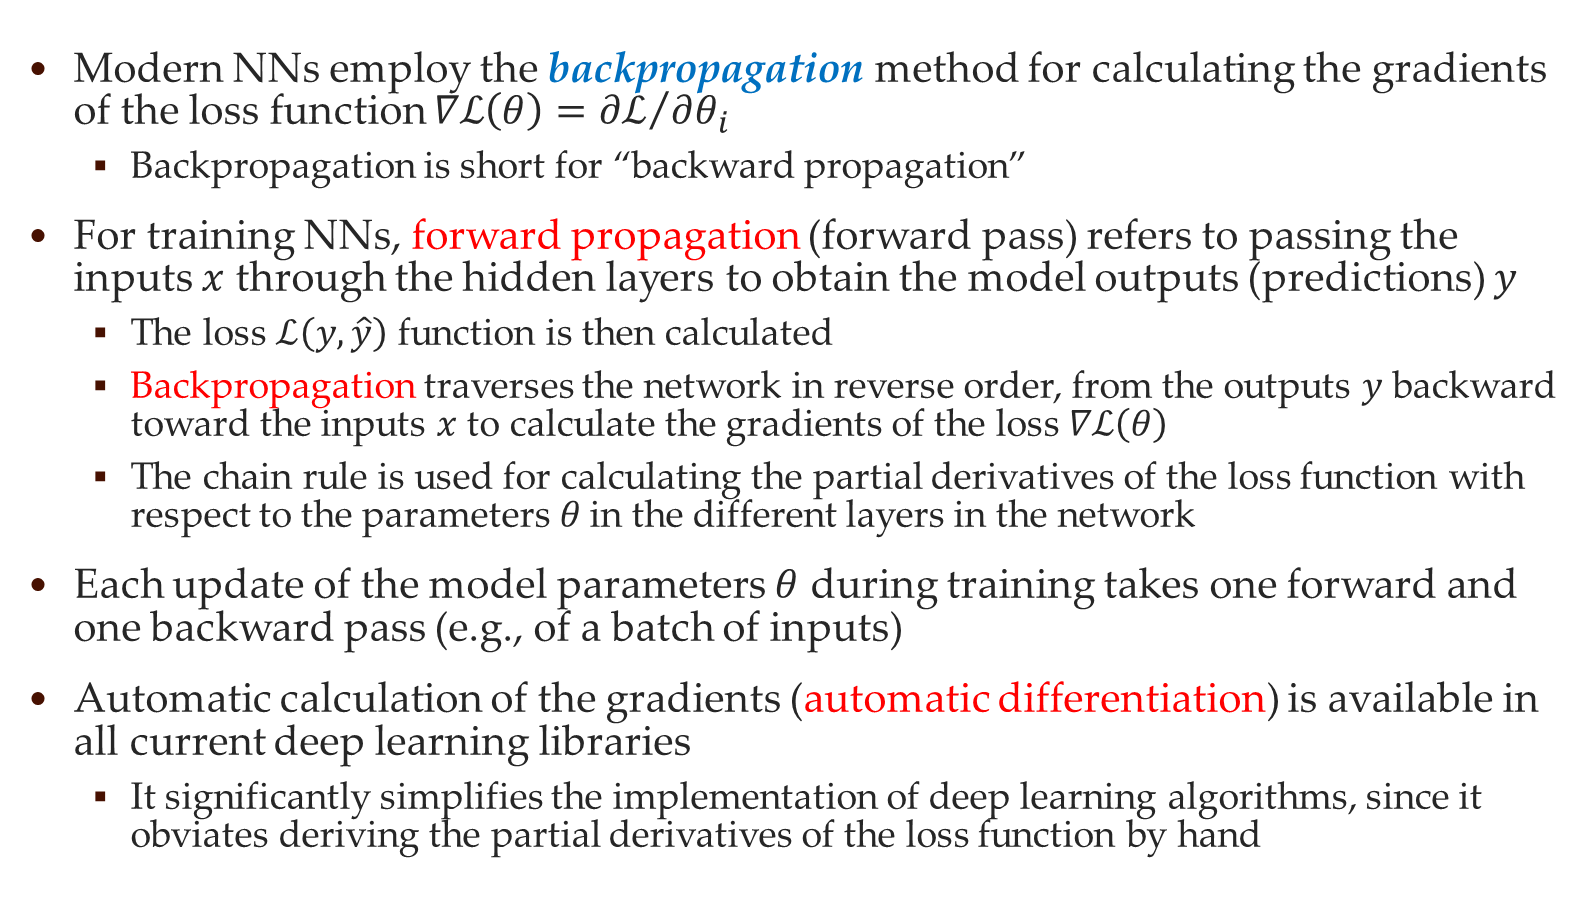 • Modern NNs employ the backpropagation method for calculating the gradients
of the loss function ∇ℒ(θ) = ∂ℒ/∂θᵢ
▪ Backpropagation is short for “backward propagation”
• For training NNs, forward propagation (forward pass) refers to passing the
inputs x through the hidden layers to obtain the model outputs (predictions) y
▪ The loss ℒ(y, ŷ) function is then calculated
▪ Backpropagation traverses the network in reverse order, from the outputs y backward
toward the inputs x to calculate the gradients of the loss ∇ℒ(θ)
▪ The chain rule is used for calculating the partial derivatives of the loss function with
respect to the parameters θ in the different layers in the network
• Each update of the model parameters θ during training takes one forward and
one backward pass (e.g., of a batch of inputs)
• Automatic calculation of the gradients (automatic differentiation) is available in
all current deep learning libraries
▪ It significantly simplifies the implementation of deep learning algorithms, since it
obviates deriving the partial derivatives of the loss function by hand